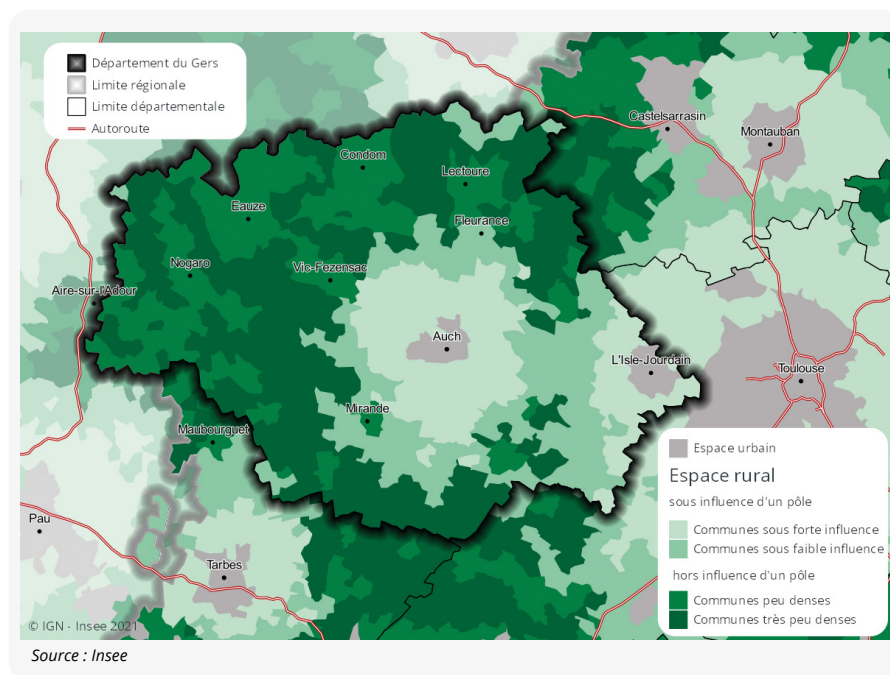 Département du Gers
Limite régionale
Limite départementale
Autoroute
Castelsarrasin
Montauban
Condom
Lectoure
Eauze
Fleurance
Nogaro
Vic-Fezensac
Aire-sur-l'Adour
Auch
L'Isle-Jourdain
Toulouse
Mirande
Maubourguet
Espace urbain
Espace rural
sous influence d'un pôle
Pau
Communes sous forte influence
Communes sous faible influence
Tarbes
hors influence d'un pôle
Communes peu denses
Communes très peu denses
© IGN - Insee 2021
Source : Insee